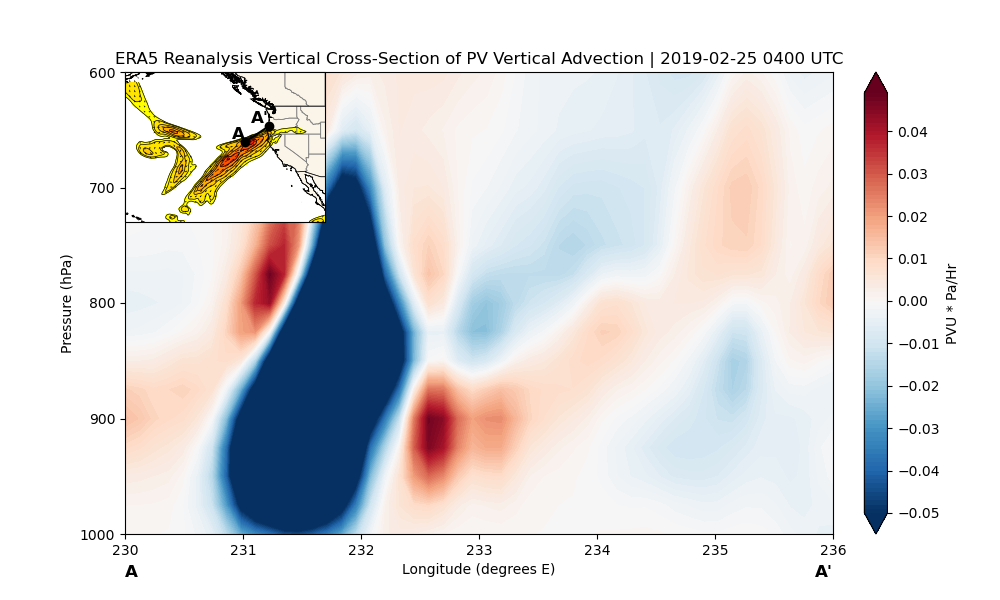 ERA5 Reanalysis Vertical Cross-Section of PV Vertical Advection | 2019-02-25 0400 UTC
600
700
800
900
1000
Pressure (hPa)
A
A'
230
231
232
233
234
235
236
Longitude (degrees E)
A
A'
0.04
0.03
0.02
0.01
0.00
−0.01
−0.02
−0.03
−0.04
−0.05
PVU * Pa/Hr